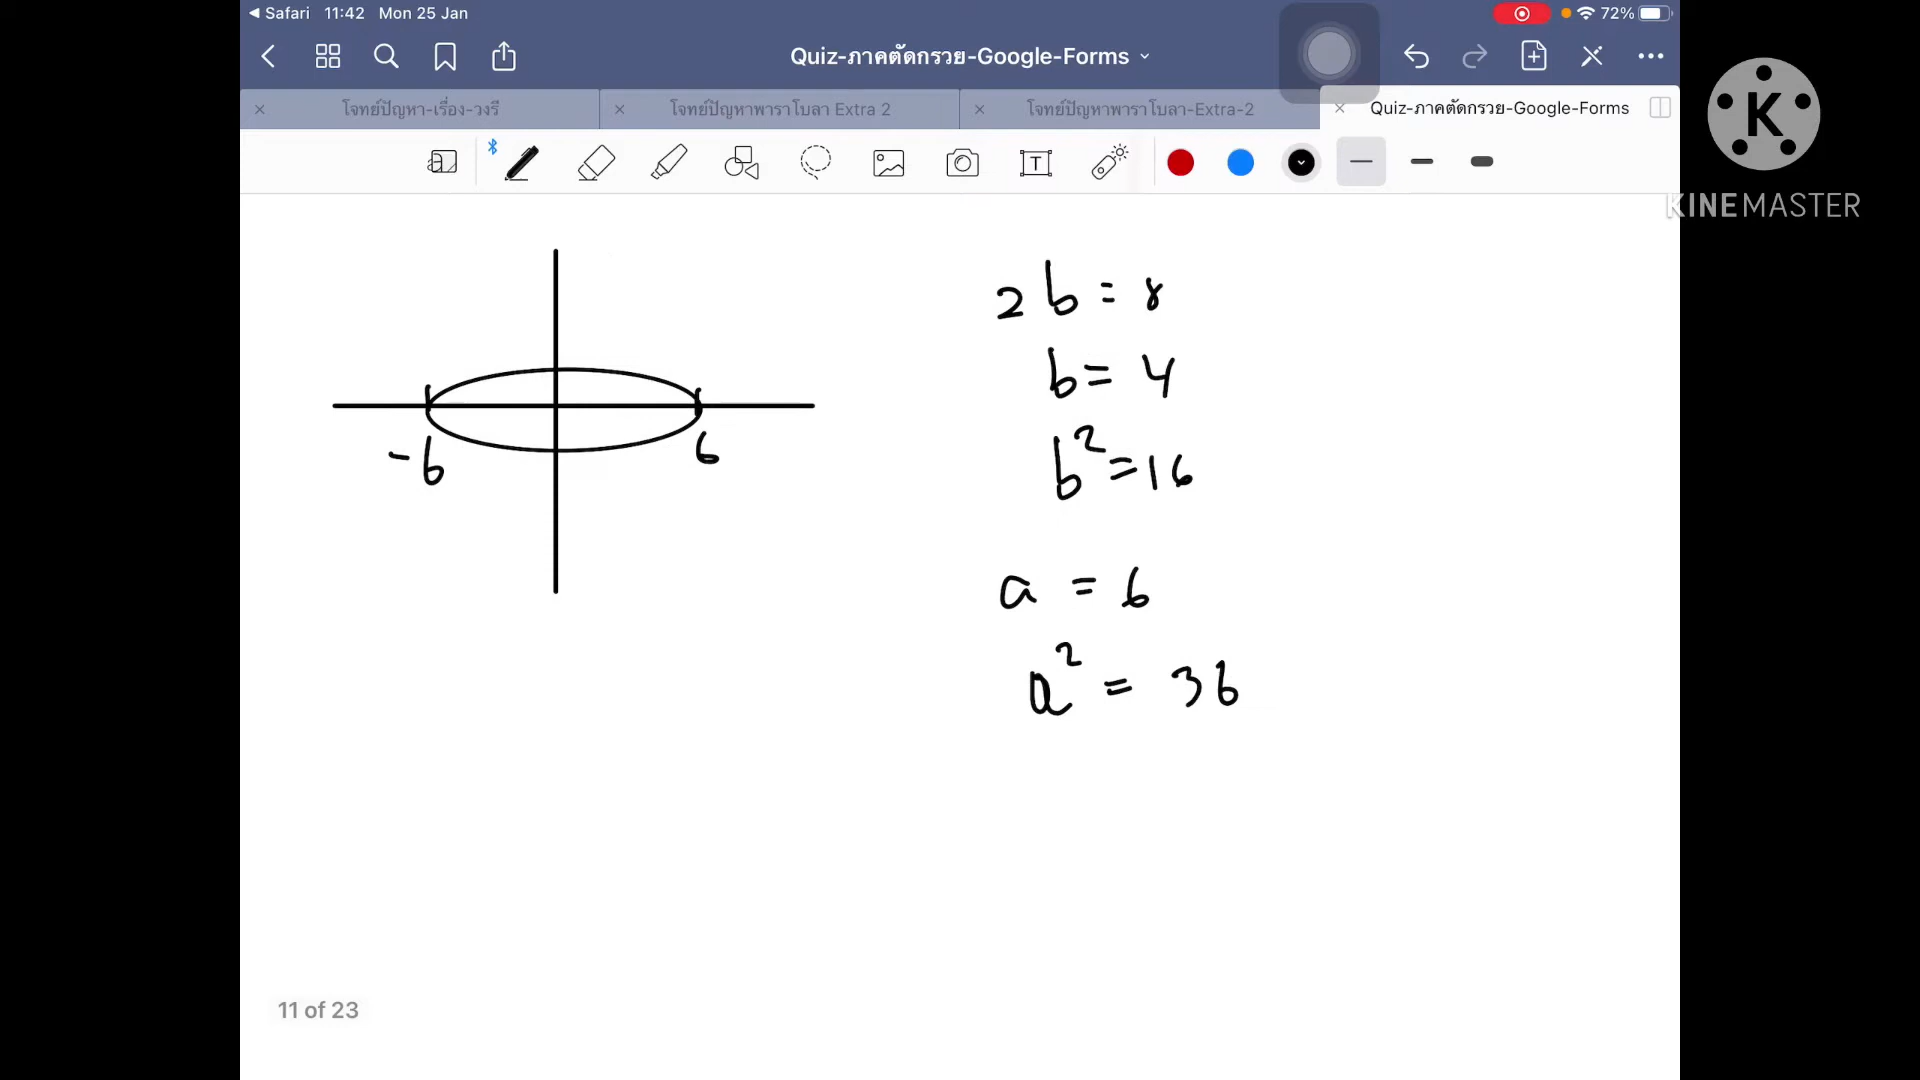 Safari 11:42 Mon 25 Jan 72%
Quiz-ภาคตัดกรวย-Google-Forms
โจทย์ปัญหา-เรื่อง-วงรี
โจทย์ปัญหาพาราโบลา Extra 2
โจทย์ปัญหาพาราโบลา-Extra-2
Quiz-ภาคตัดกรวย-Google-Forms
K
KINEMASTER
2b = 8
b = 4
b² = 16
-6
6
a = 6
a² = 36
11 of 23